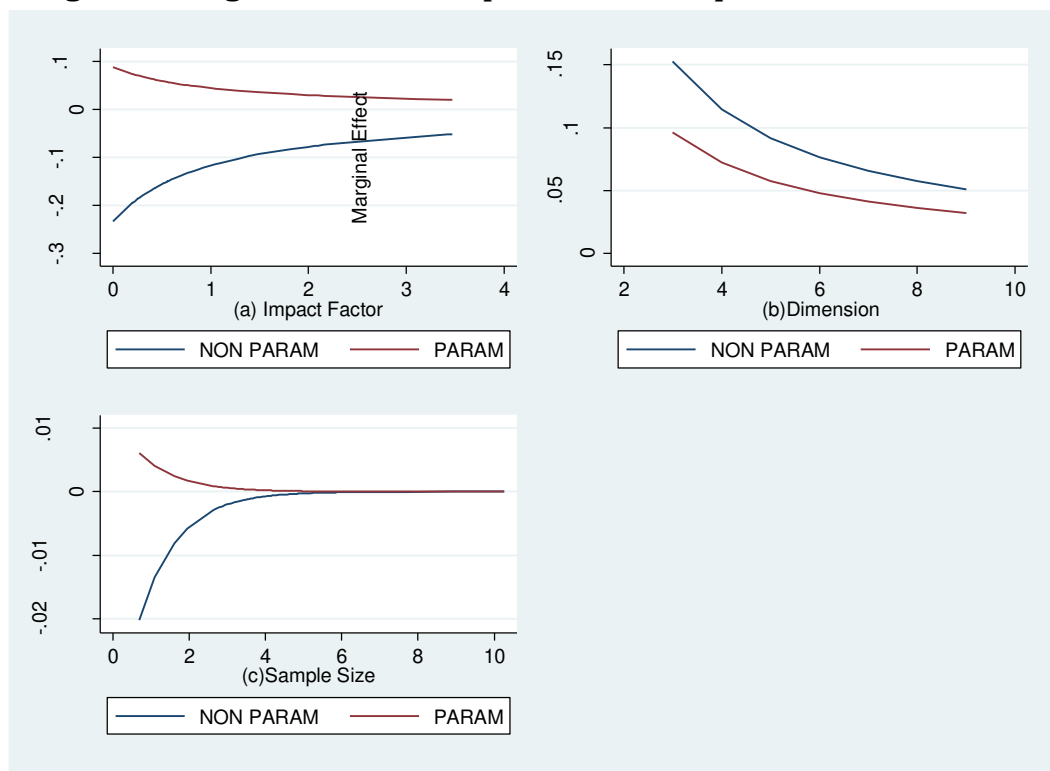 .1
0
-.1
-.2
-.3
Marginal Effect
0 1 2 3 4
(a) Impact Factor
NON PARAM PARAM
.15
.1
.05
0
2 4 6 8 10
(b)Dimension
NON PARAM PARAM
.01
0
-.01
-.02
0 2 4 6 8 10
(c)Sample Size
NON PARAM PARAM